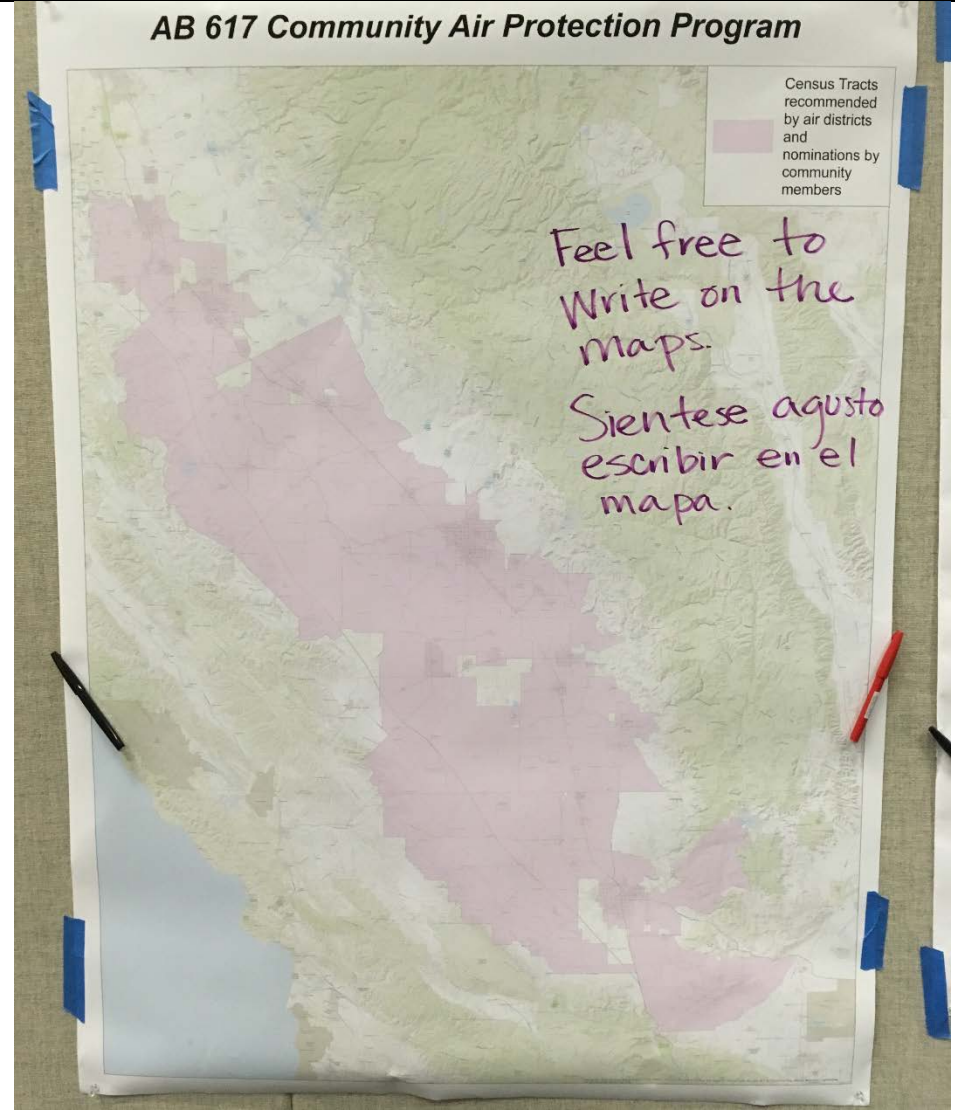 AB 617 Community Air Protection Program
Census Tracts
recommended
by air districts
and
nominations by
community
members
Feel free to
Write on the
maps.
Sientese agusto
escribir en el
mapa.